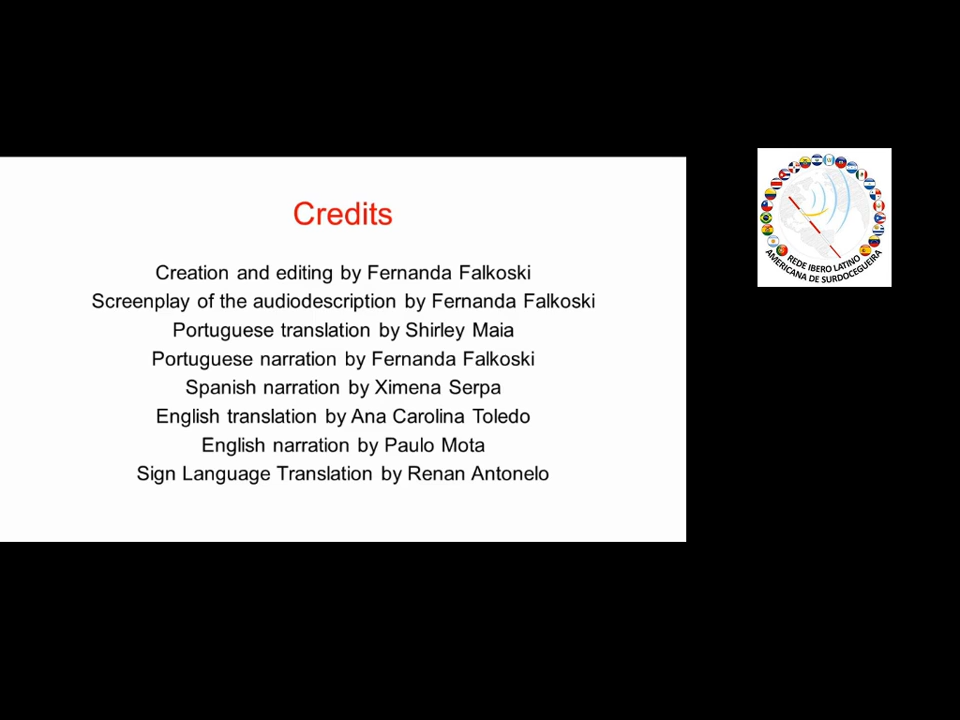 Credits
Creation and editing by Fernanda Falkoski
Screenplay of the audiodescription by Fernanda Falkoski
Portuguese translation by Shirley Maia
Portuguese narration by Fernanda Falkoski
Spanish narration by Ximena Serpa
English translation by Ana Carolina Toledo
English narration by Paulo Mota
Sign Language Translation by Renan Antonelo
REDE IBERO LATINO
AMERICANA DE SURDOCEGUEIRA